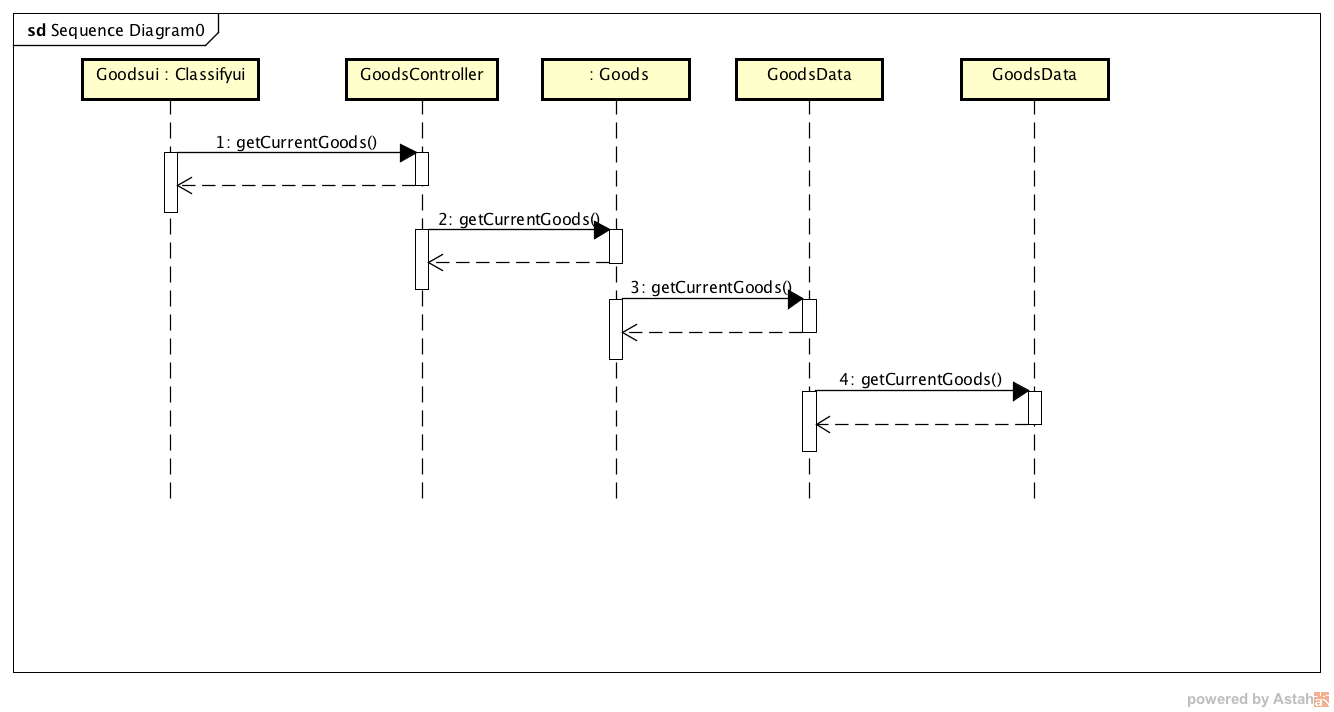 sd Sequence Diagram0
Goodsui : Classifyui
GoodsController
: Goods
GoodsData
GoodsData
1: getCurrentGoods()
2: getCurrentGoods()
3: getCurrentGoods()
4: getCurrentGoods()
powered by Astah